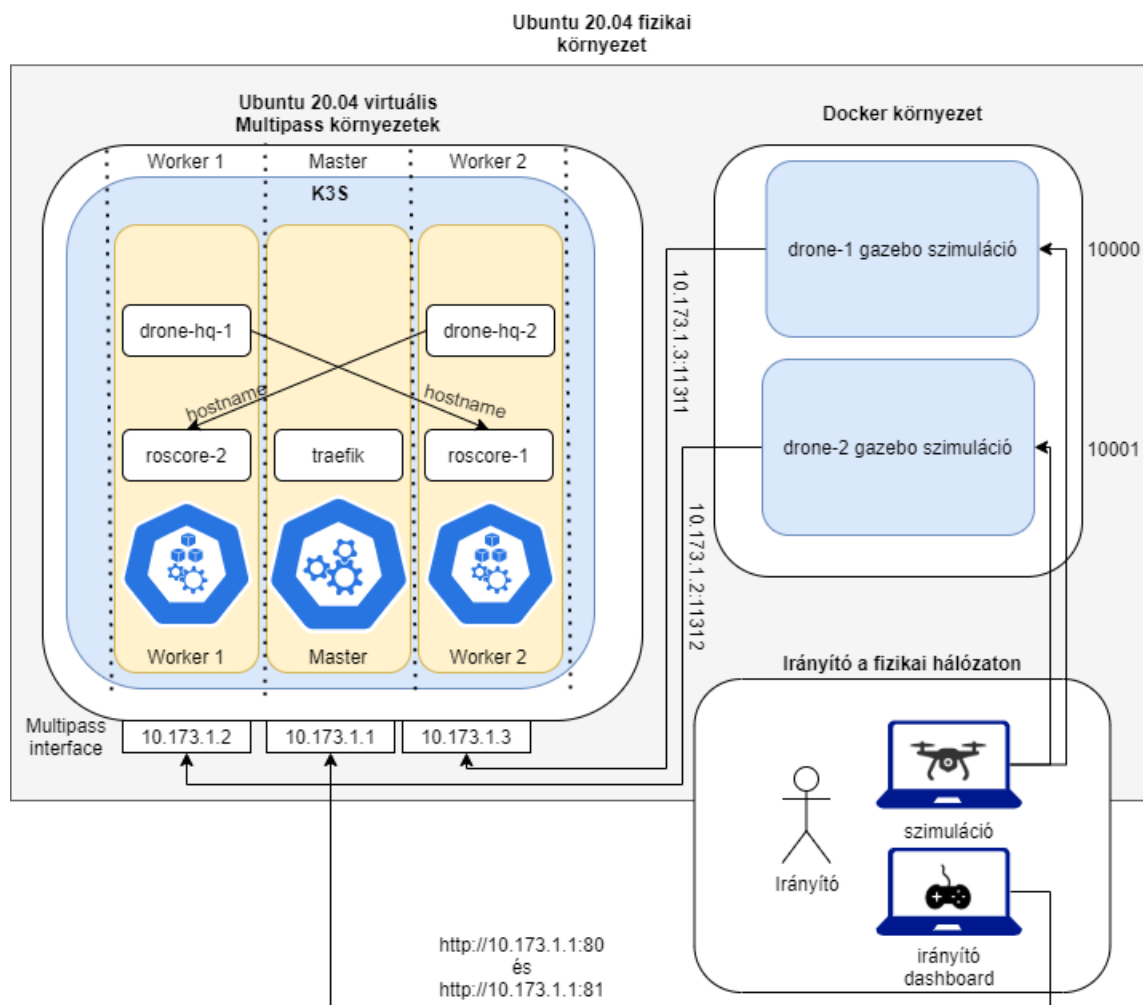 Ubuntu 20.04 fizikai
környezet
Ubuntu 20.04 virtuális
Multipass környezetek
Docker környezet
Worker 1
Master
Worker 2
K3S
drone-1 gazebo szimuláció
10000
10.173.1.3:11311
drone-hq-1
drone-hq-2
hostname
hostname
drone-2 gazebo szimuláció
10001
roscore-2
traefik
roscore-1
10.173.1.2:11312
Worker 1
Master
Worker 2
Irányító a fizikai hálózaton
Multipass
interface
10.173.1.2
10.173.1.1
10.173.1.3
szimuláció
Irányító
http://10.173.1.1:80
és
http://10.173.1.1:81
irányító
dashboard